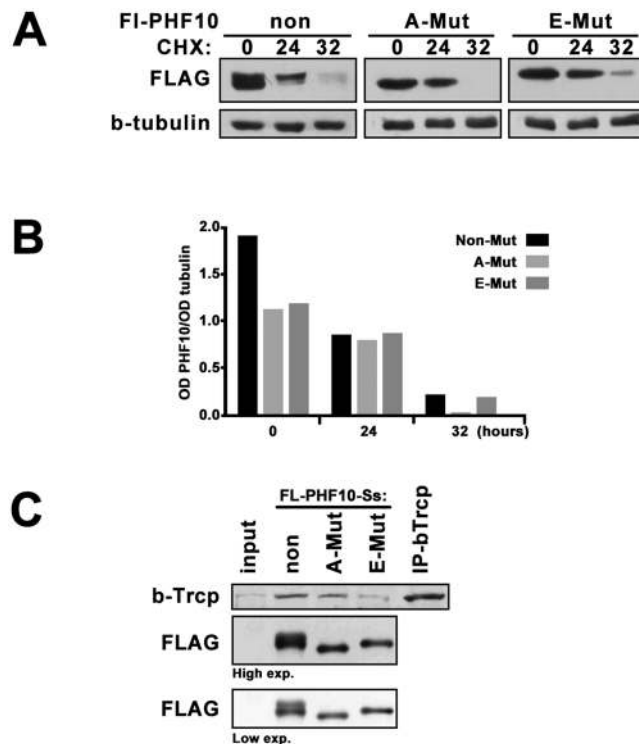 A
FI-PHF10 non A-Mut E-Mut
CHX: 0 24 32 0 24 32 0 24 32
FLAG
b-tubulin
B
OD PHF10/OD tubulin
2.0
1.5
1.0
0.5
0.0
Non-Mut
A-Mut
E-Mut
0 24 32 (hours)
C
FL-PHF10-Ss:
input non A-Mut E-Mut IP-bTrcp
b-Trcp
FLAG
High exp.
FLAG
Low exp.